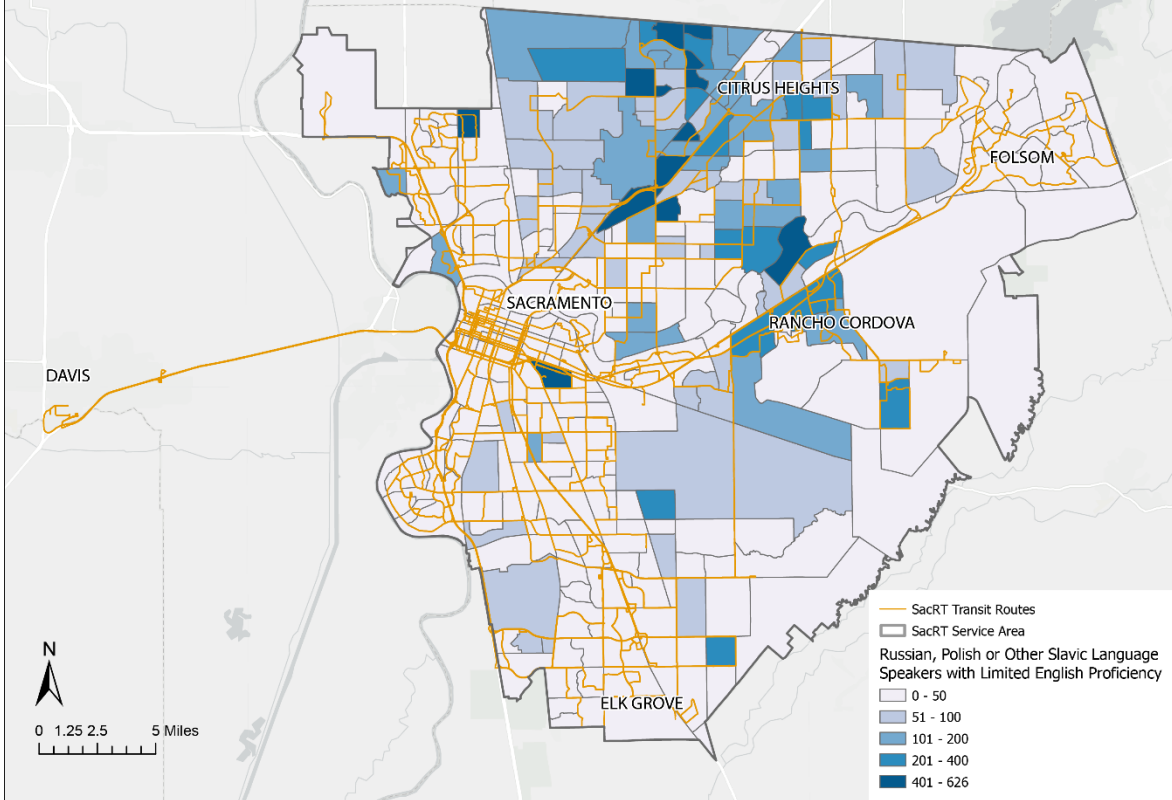 CITRUS HEIGHTS
FOLSOM
SACRAMENTO
RANCHO CORDOVA
DAVIS
ELK GROVE
N
0 1.25 2.5 5 Miles
SacRT Transit Routes
SacRT Service Area
Russian, Polish or Other Slavic Language
Speakers with Limited English Proficiency
0 - 50
51 - 100
101 - 200
201 - 400
401 - 626